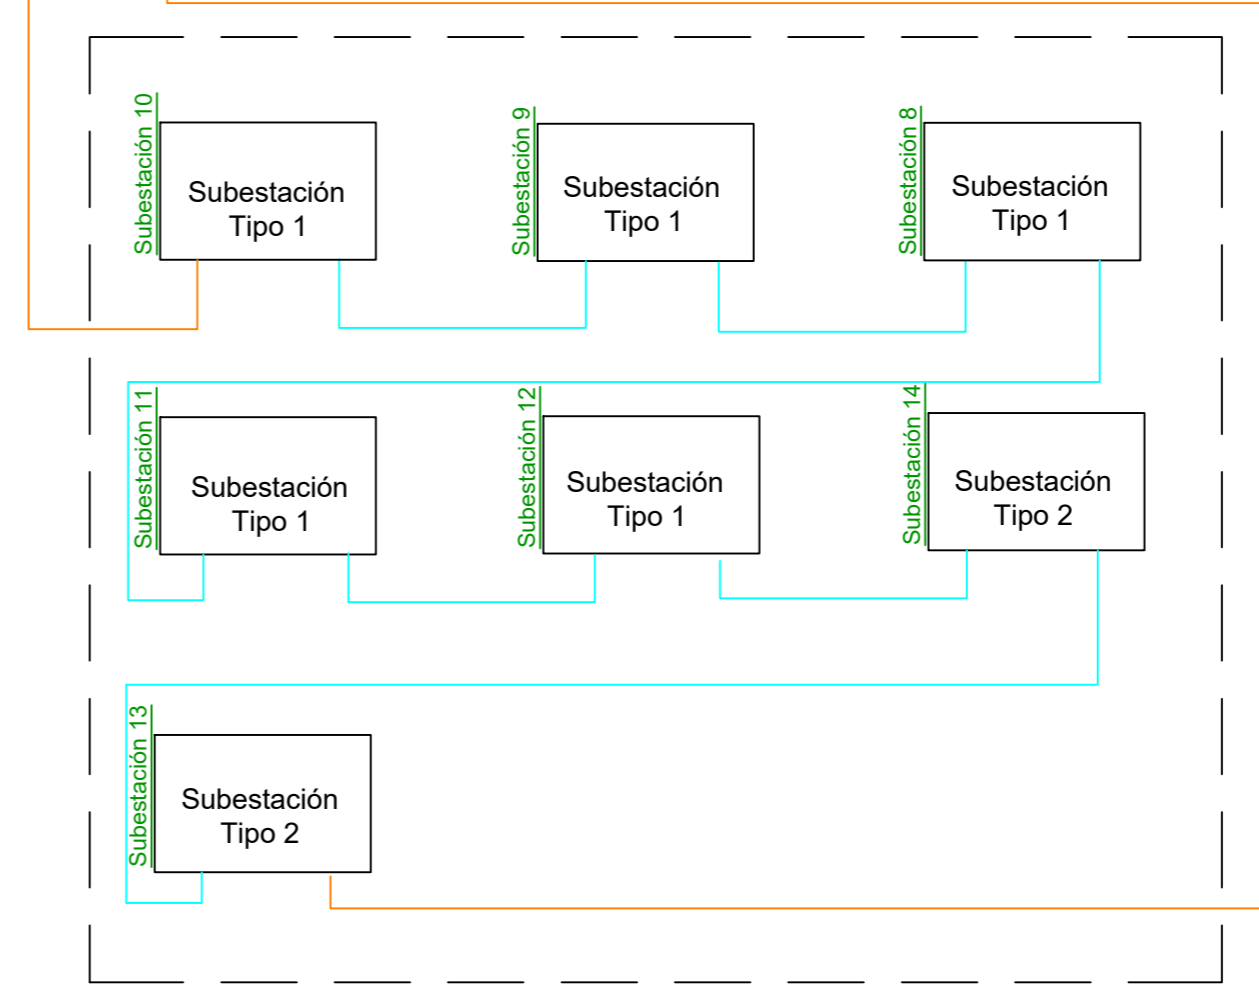 Subestación 10
Subestación
Tipo 1
Subestación 9
Subestación
Tipo 1
Subestación 8
Subestación
Tipo 1
Subestación 11
Subestación
Tipo 1
Subestación 12
Subestación
Tipo 1
Subestación 14
Subestación
Tipo 2
Subestación 13
Subestación
Tipo 2